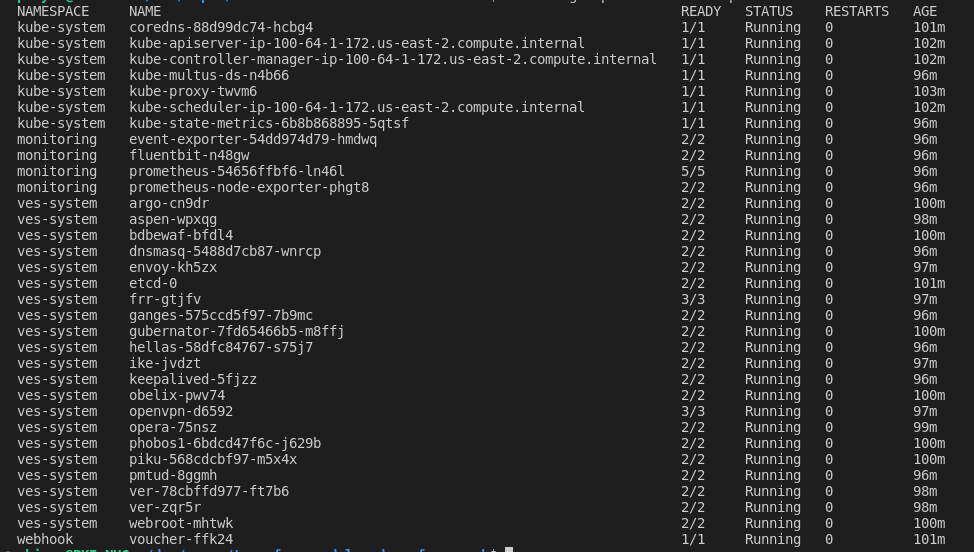 NAMESPACE NAME READY STATUS RESTARTS AGE
kube-system coredns-88d99dc74-hcbg4 1/1 Running 0 101m
kube-system kube-apiserver-ip-100-64-1-172.us-east-2.compute.internal 1/1 Running 0 102m
kube-system kube-controller-manager-ip-100-64-1-172.us-east-2.compute.internal 1/1 Running 0 102m
kube-system kube-multus-ds-n4b66 1/1 Running 0 96m
kube-system kube-proxy-twvm6 1/1 Running 0 103m
kube-system kube-scheduler-ip-100-64-1-172.us-east-2.compute.internal 1/1 Running 0 102m
kube-system kube-state-metrics-6b8b868895-5qtsf 1/1 Running 0 96m
monitoring event-exporter-54dd974d79-hmdwq 2/2 Running 0 96m
monitoring fluentbit-n48gw 2/2 Running 0 96m
monitoring prometheus-54656ffbf6-ln46l 5/5 Running 0 96m
monitoring prometheus-node-exporter-phgt8 2/2 Running 0 96m
ves-system argo-cn9dr 2/2 Running 0 100m
ves-system aspen-wpxqg 2/2 Running 0 98m
ves-system bdbewaf-bfdl4 2/2 Running 0 100m
ves-system dnsmasq-5488d7cb87-wnrcp 2/2 Running 0 96m
ves-system envoy-kh5zx 2/2 Running 0 97m
ves-system etcd-0 2/2 Running 0 101m
ves-system frr-gtjfv 3/3 Running 0 97m
ves-system ganges-575ccd5f97-7b9mc 2/2 Running 0 96m
ves-system gubernator-7fd65466b5-m8ffj 2/2 Running 0 100m
ves-system hellas-58dfc84767-s75j7 2/2 Running 0 96m
ves-system ike-jvdzt 2/2 Running 0 97m
ves-system keepalived-5fjzz 2/2 Running 0 96m
ves-system obelix-pwv74 2/2 Running 0 100m
ves-system openvpn-d6592 3/3 Running 0 97m
ves-system opera-75nsz 2/2 Running 0 99m
ves-system phobos1-6bdcd47f6c-j629b 2/2 Running 0 100m
ves-system piku-568cdcbf97-m5x4x 2/2 Running 0 100m
ves-system pmtud-8ggmh 2/2 Running 0 96m
ves-system ver-78cbffd977-ft7b6 2/2 Running 0 98m
ves-system ver-zqr5r 2/2 Running 0 98m
ves-system webroot-mhtwk 2/2 Running 0 100m
webhook voucher-ffk24 1/1 Running 0 101m